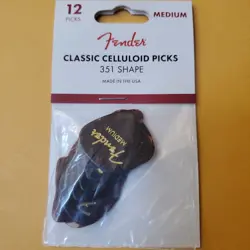 12
PICKS
Fender
MEDIUM
CLASSIC CELLULOID PICKS
351 SHAPE
MADE IN THE USA
Fender
MEDIUM